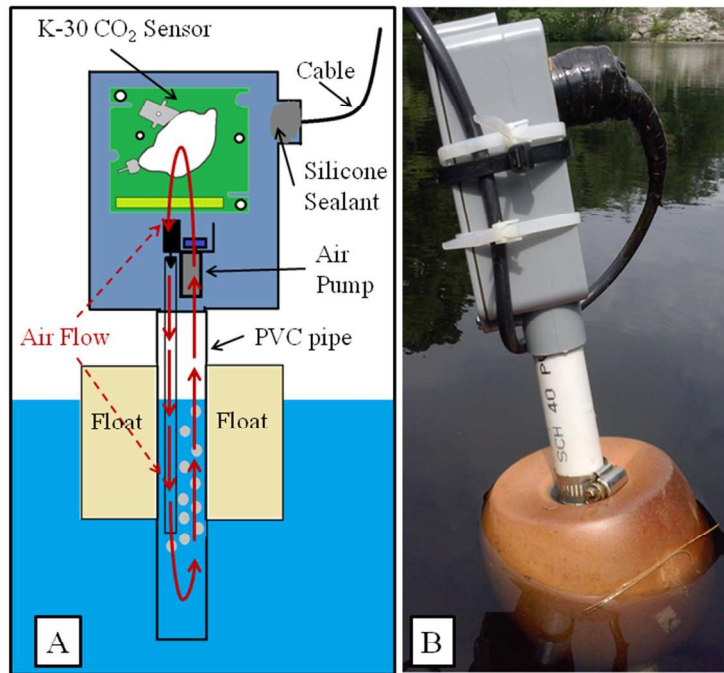 K-30 CO₂ Sensor
Cable
Silicone
Sealant
Air
Pump
Air Flow
PVC pipe
Float
Float
A
SCH 40 P
B